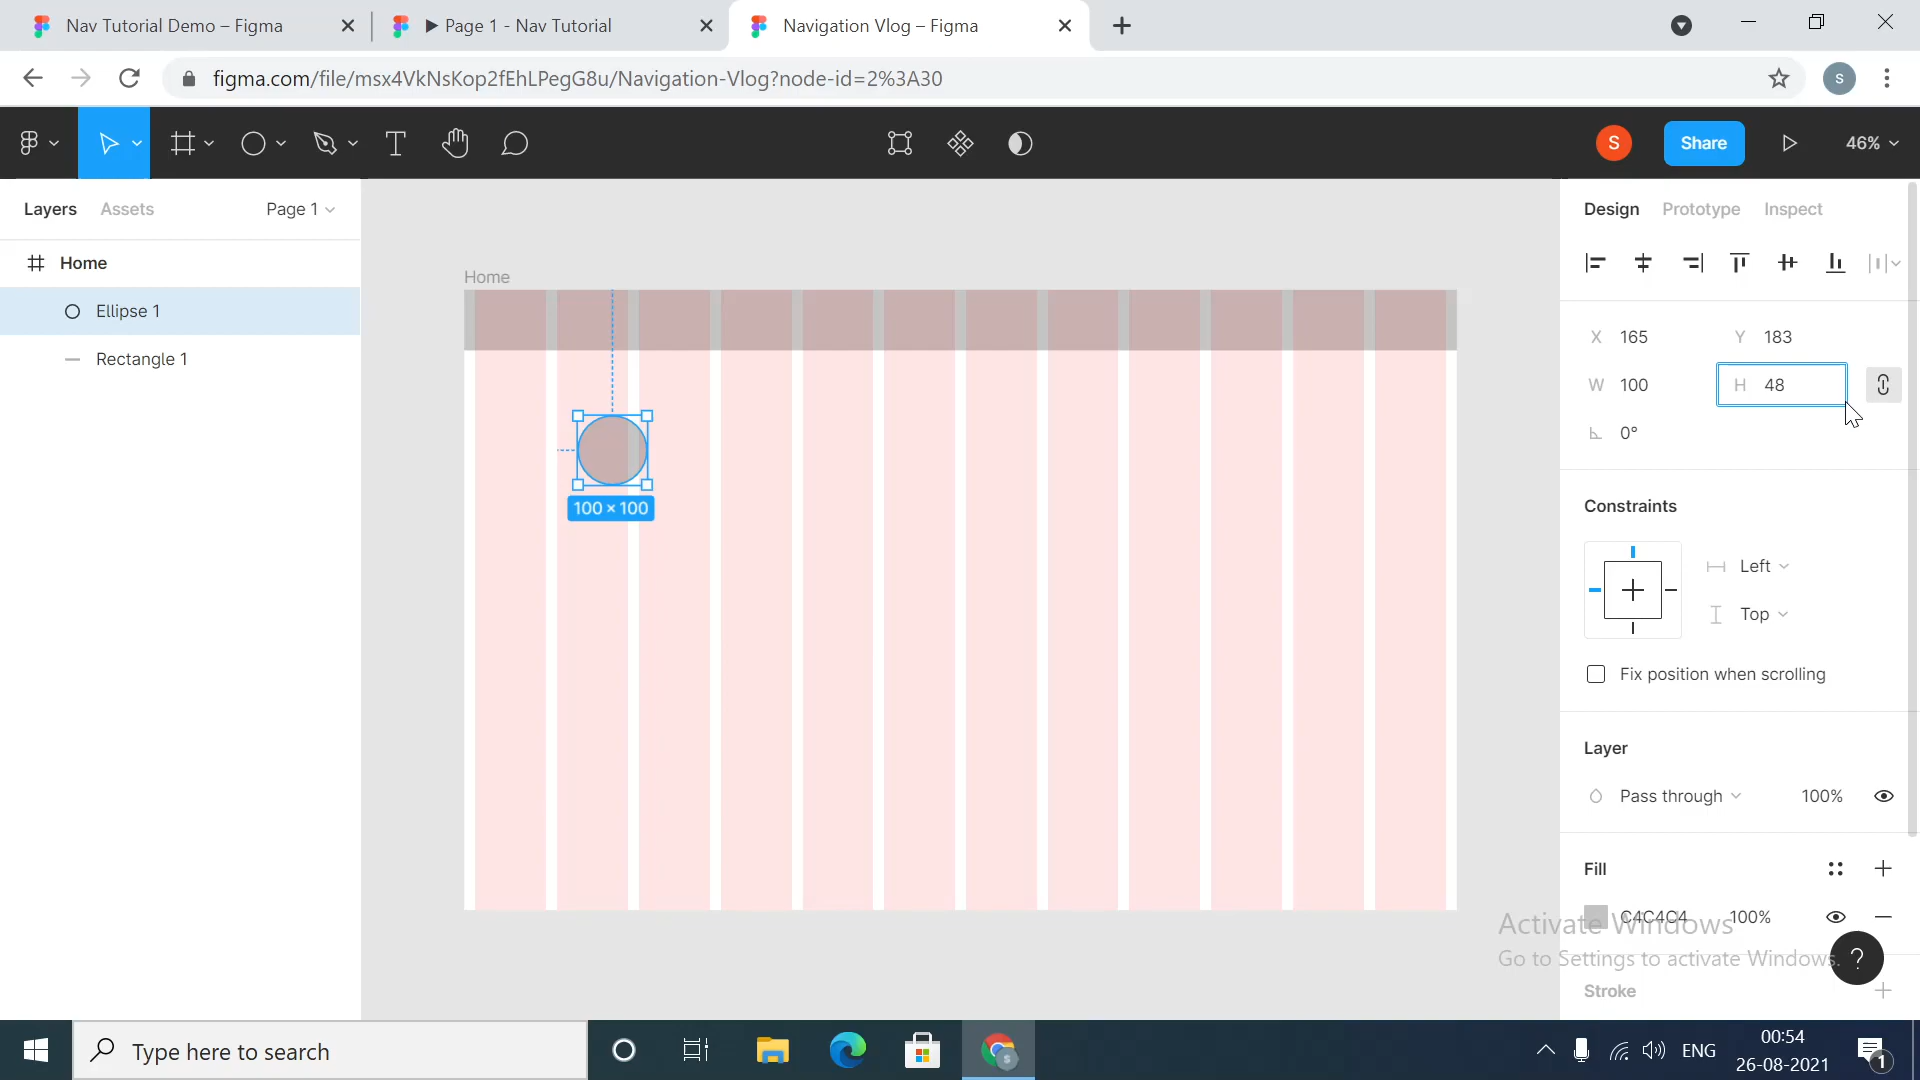 Nav Tutorial Demo – Figma
▶ Page 1 - Nav Tutorial
Navigation Vlog – Figma
figma.com/file/msx4VkNsKop2fEhLPegG8u/Navigation-Vlog?node-id=2%3A30
S
S
Share
46%
Layers
Assets
Page 1
Home
Ellipse 1
Rectangle 1
Home
100 × 100
Design
Prototype
Inspect
X 165
Y 183
W 100
H 48
0°
Constraints
Left
Top
Fix position when scrolling
Layer
Pass through
100%
Fill
C4C4C4
100%
Activate Windows
Go to Settings to activate Windows.
?
Stroke
Type here to search
ENG
00:54
26-08-2021
1